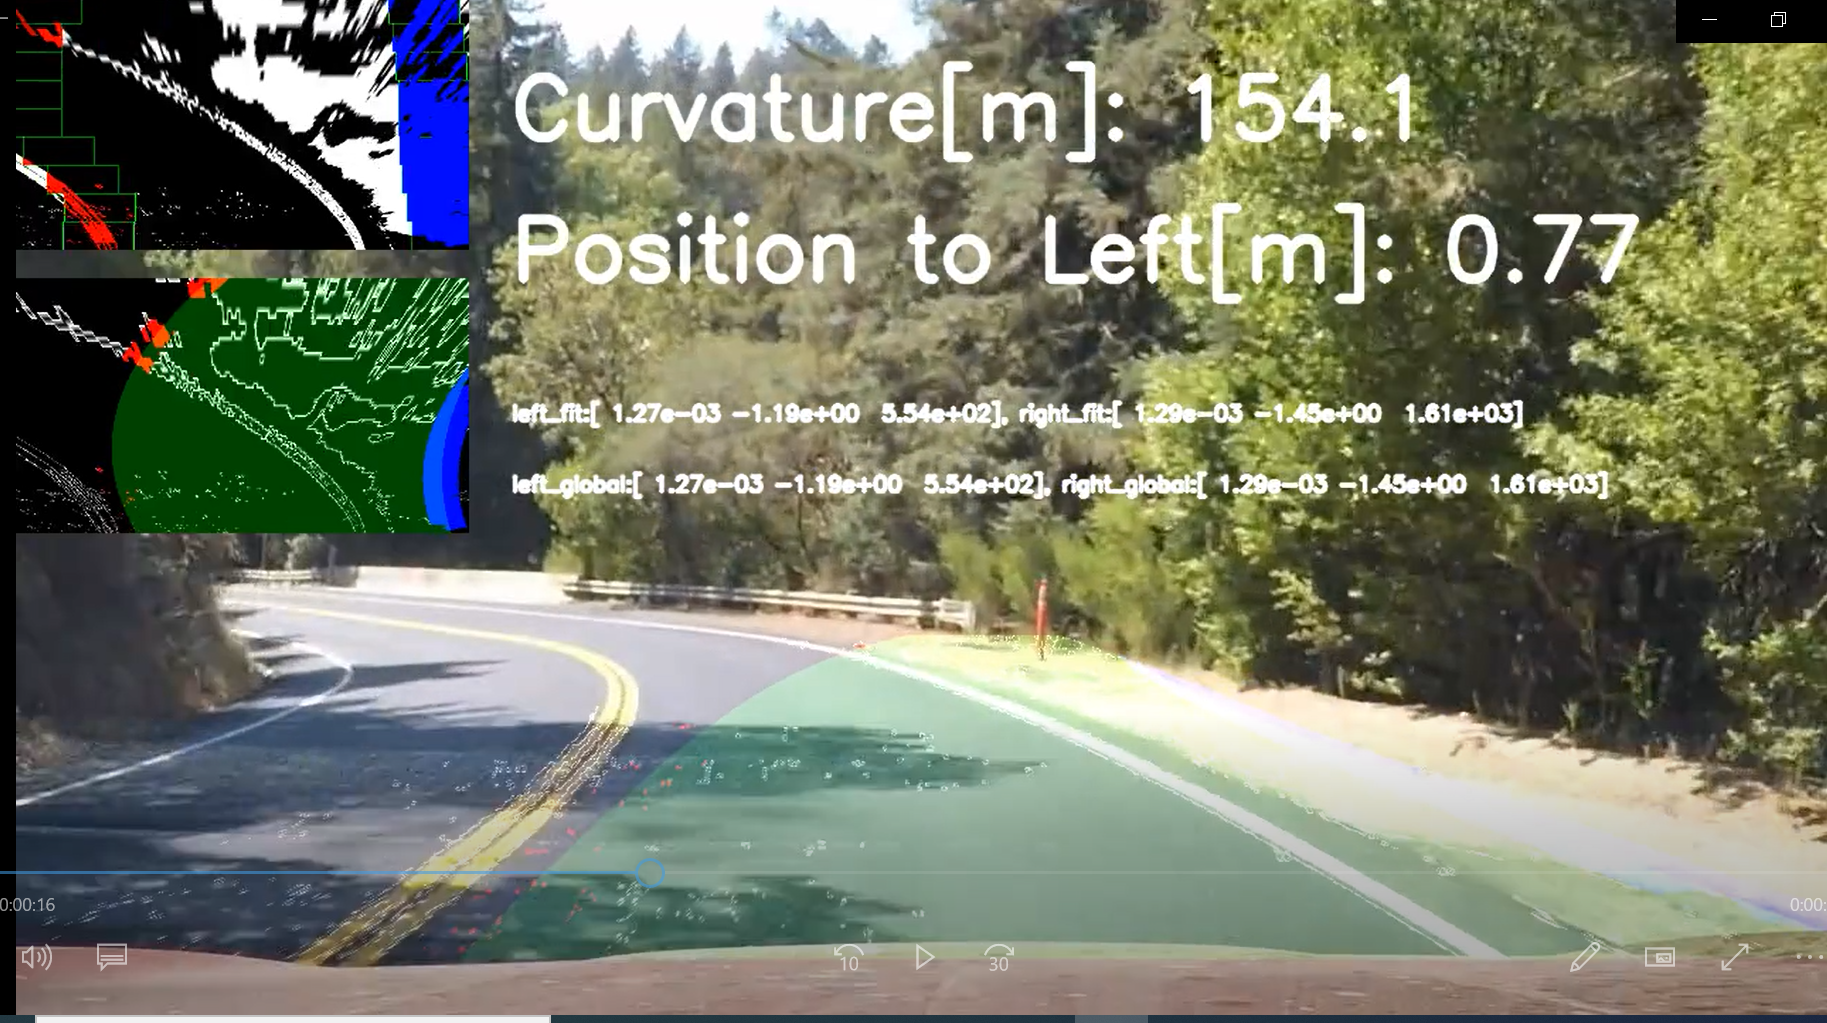 Curvature[m]: 154.1
Position to Left[m]: 0.77
left_fit:[ 1.27e-03 -1.19e+00 5.54e+02], right_fit:[ 1.29e-03 -1.45e+00 1.61e+03]
left_global:[ 1.27e-03 -1.19e+00 5.54e+02], right_global:[ 1.29e-03 -1.45e+00 1.61e+03]
0:00:16
0:00:
10
30